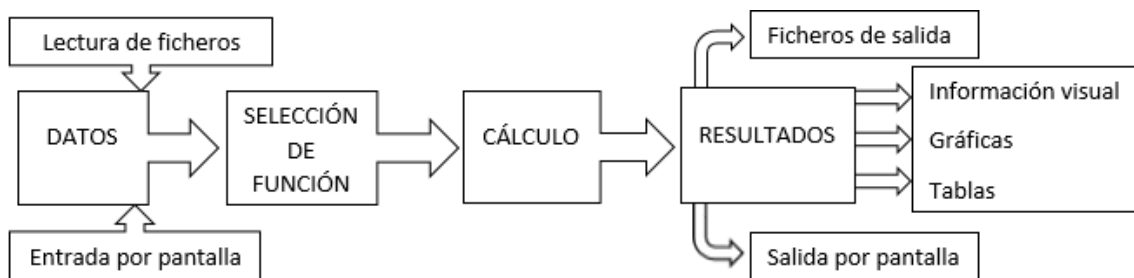 Lectura de ficheros
DATOS
Entrada por pantalla
SELECCIÓN
DE
FUNCIÓN
CÁLCULO
RESULTADOS
Ficheros de salida
Información visual
Gráficas
Tablas
Salida por pantalla